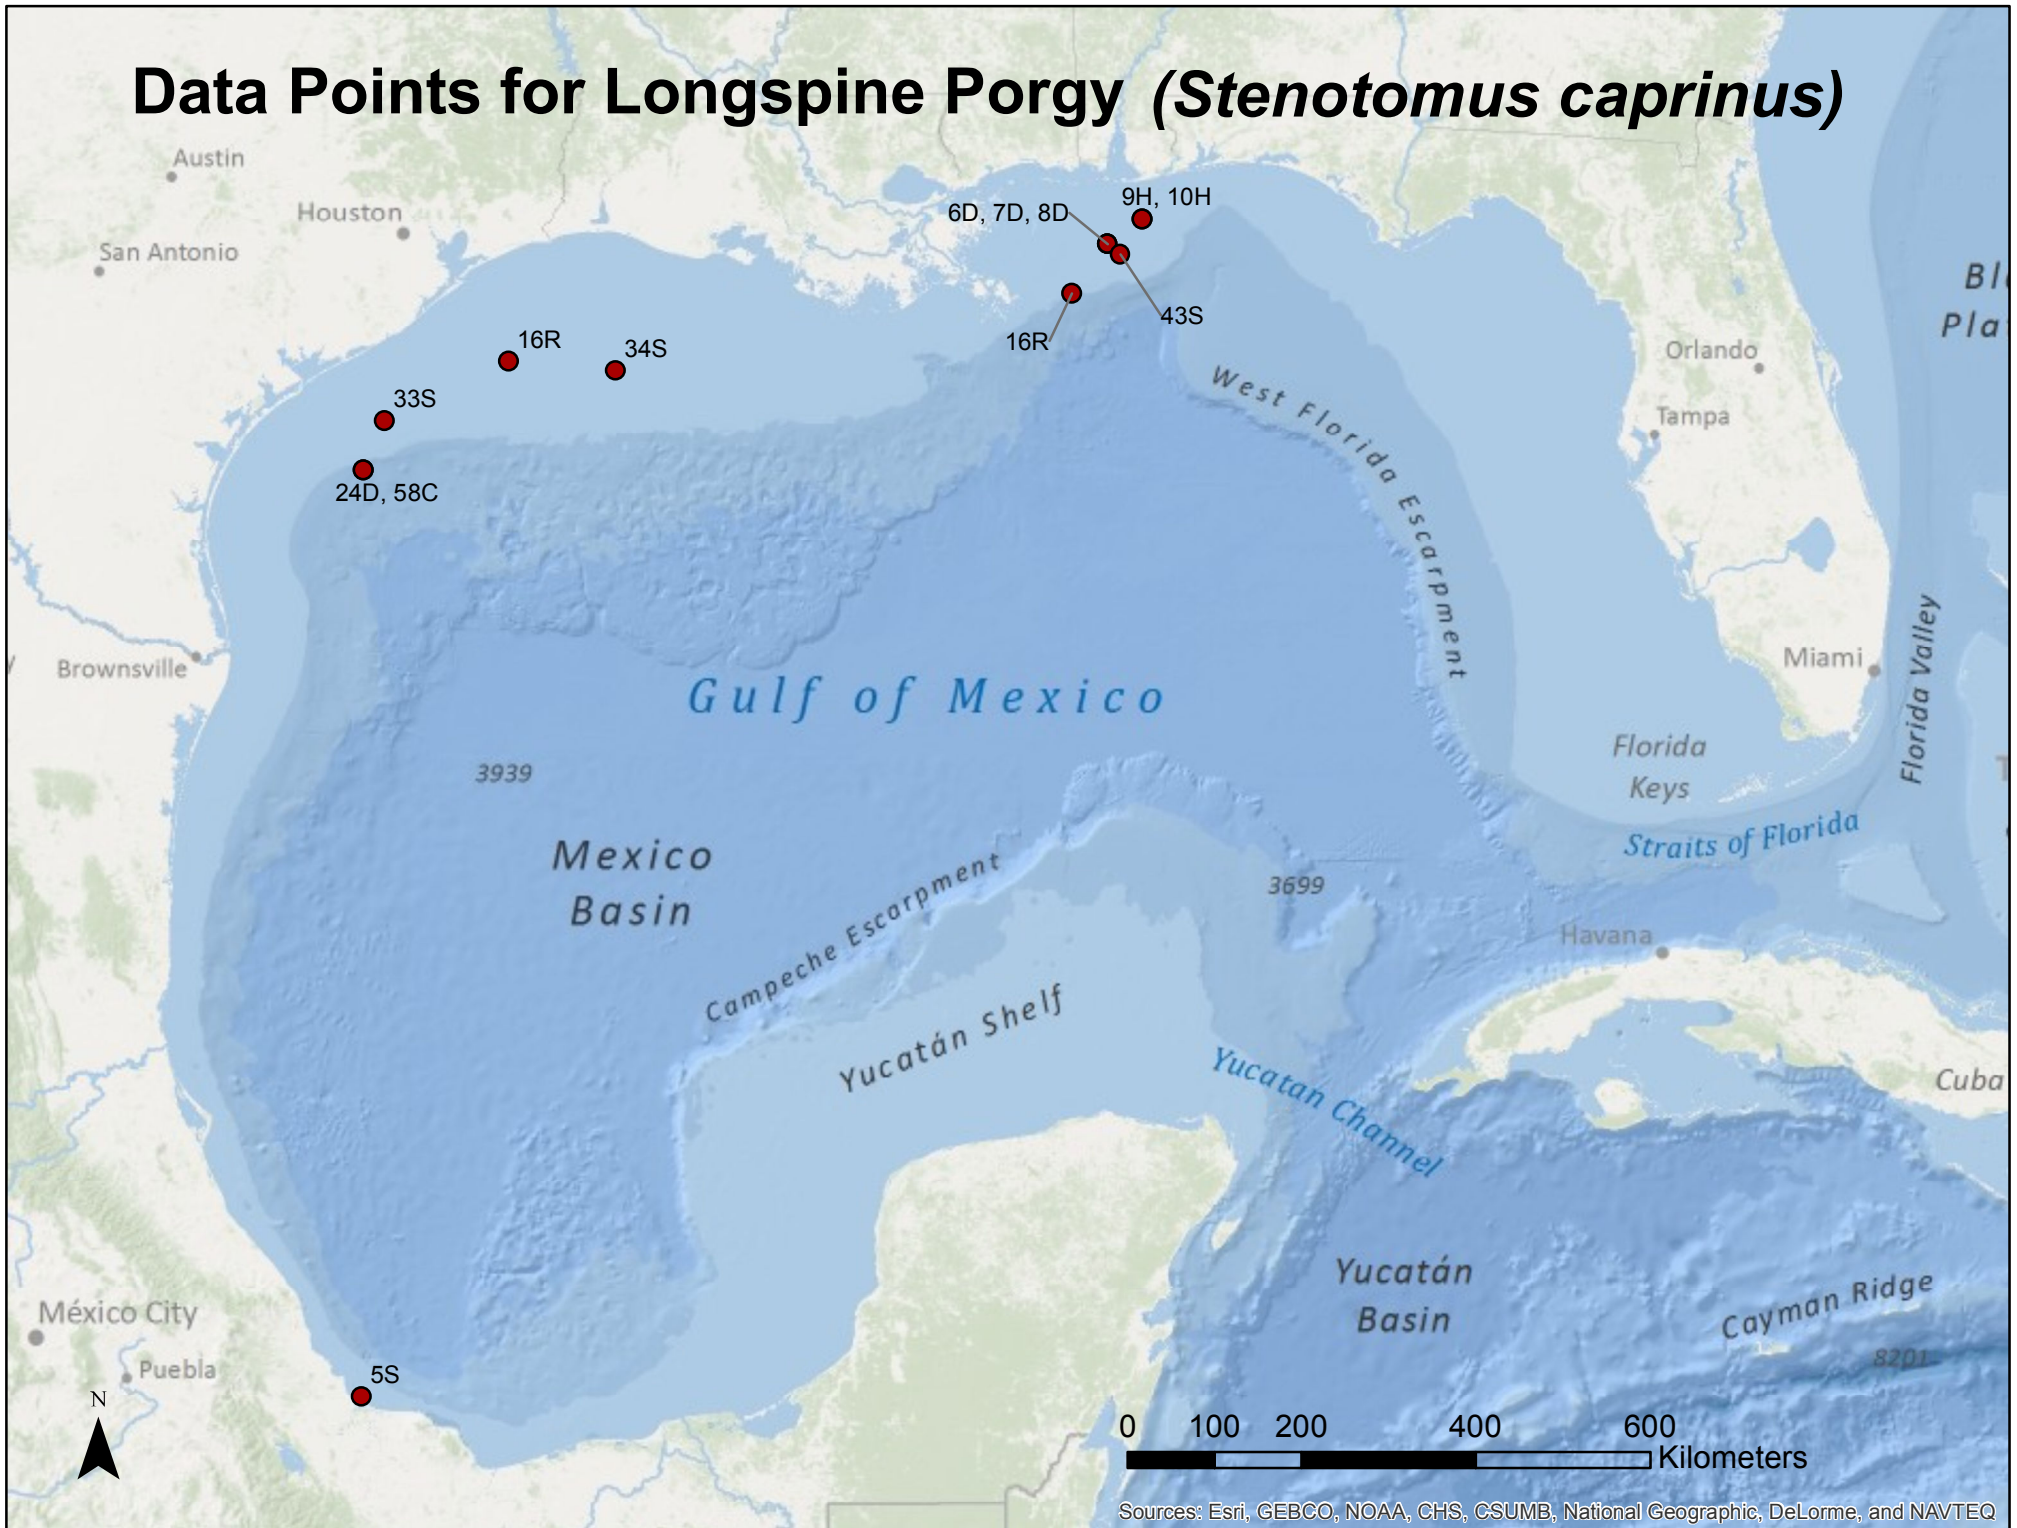 Data Points for Longspine Porgy (Stenotomus caprinus)
Austin
Houston
San Antonio
9H, 10H
6D, 7D, 8D
43S
16R
16R
34S
33S
24D, 58C
Orlando
Tampa
West Florida Escarpment
Brownsville
Miami
Florida Valley
Gulf of Mexico
Florida
Keys
3939
Straits of Florida
Mexico
Basin
Campeche Escarpment
3699
Havana
Yucatán Shelf
Yucatan Channel
Cuba
Yucatán
Basin
Cayman Ridge
8201
México City
Puebla
5S
N
0 100 200 400 600
Kilometers
Sources: Esri, GEBCO, NOAA, CHS, CSUMB, National Geographic, DeLorme, and NAVTEQ